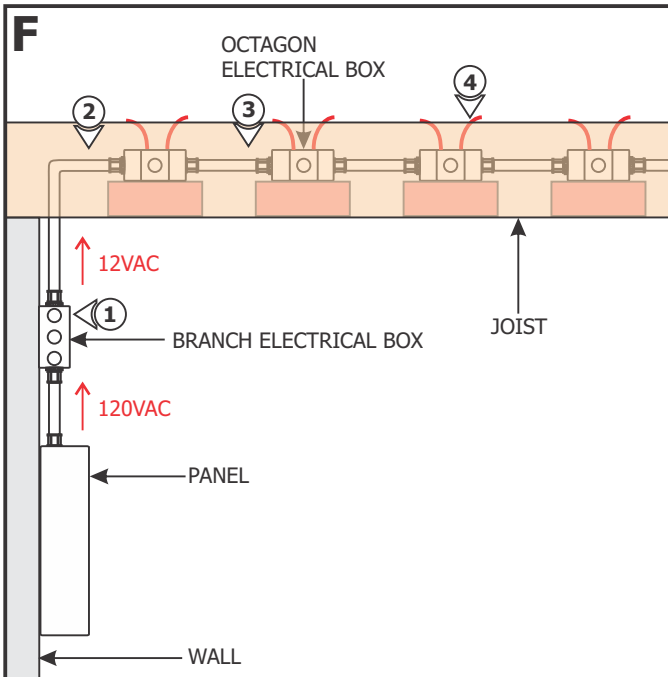 F
OCTAGON
ELECTRICAL BOX
2
3
4
12VAC
1
JOIST
BRANCH ELECTRICAL BOX
120VAC
PANEL
WALL